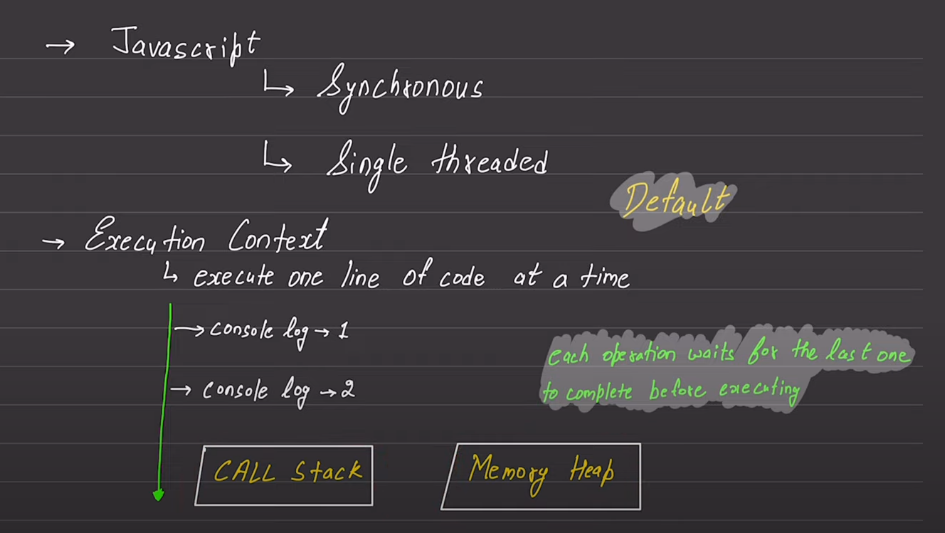 → Javascript
↳ Synchronous
↳ Single threaded
Default
→ Execution Context
↳ execute one line of code at a time
→ console log → 1
each operation waits for the last one
to complete before executing
→ console log → 2
CALL Stack
Memory Heap